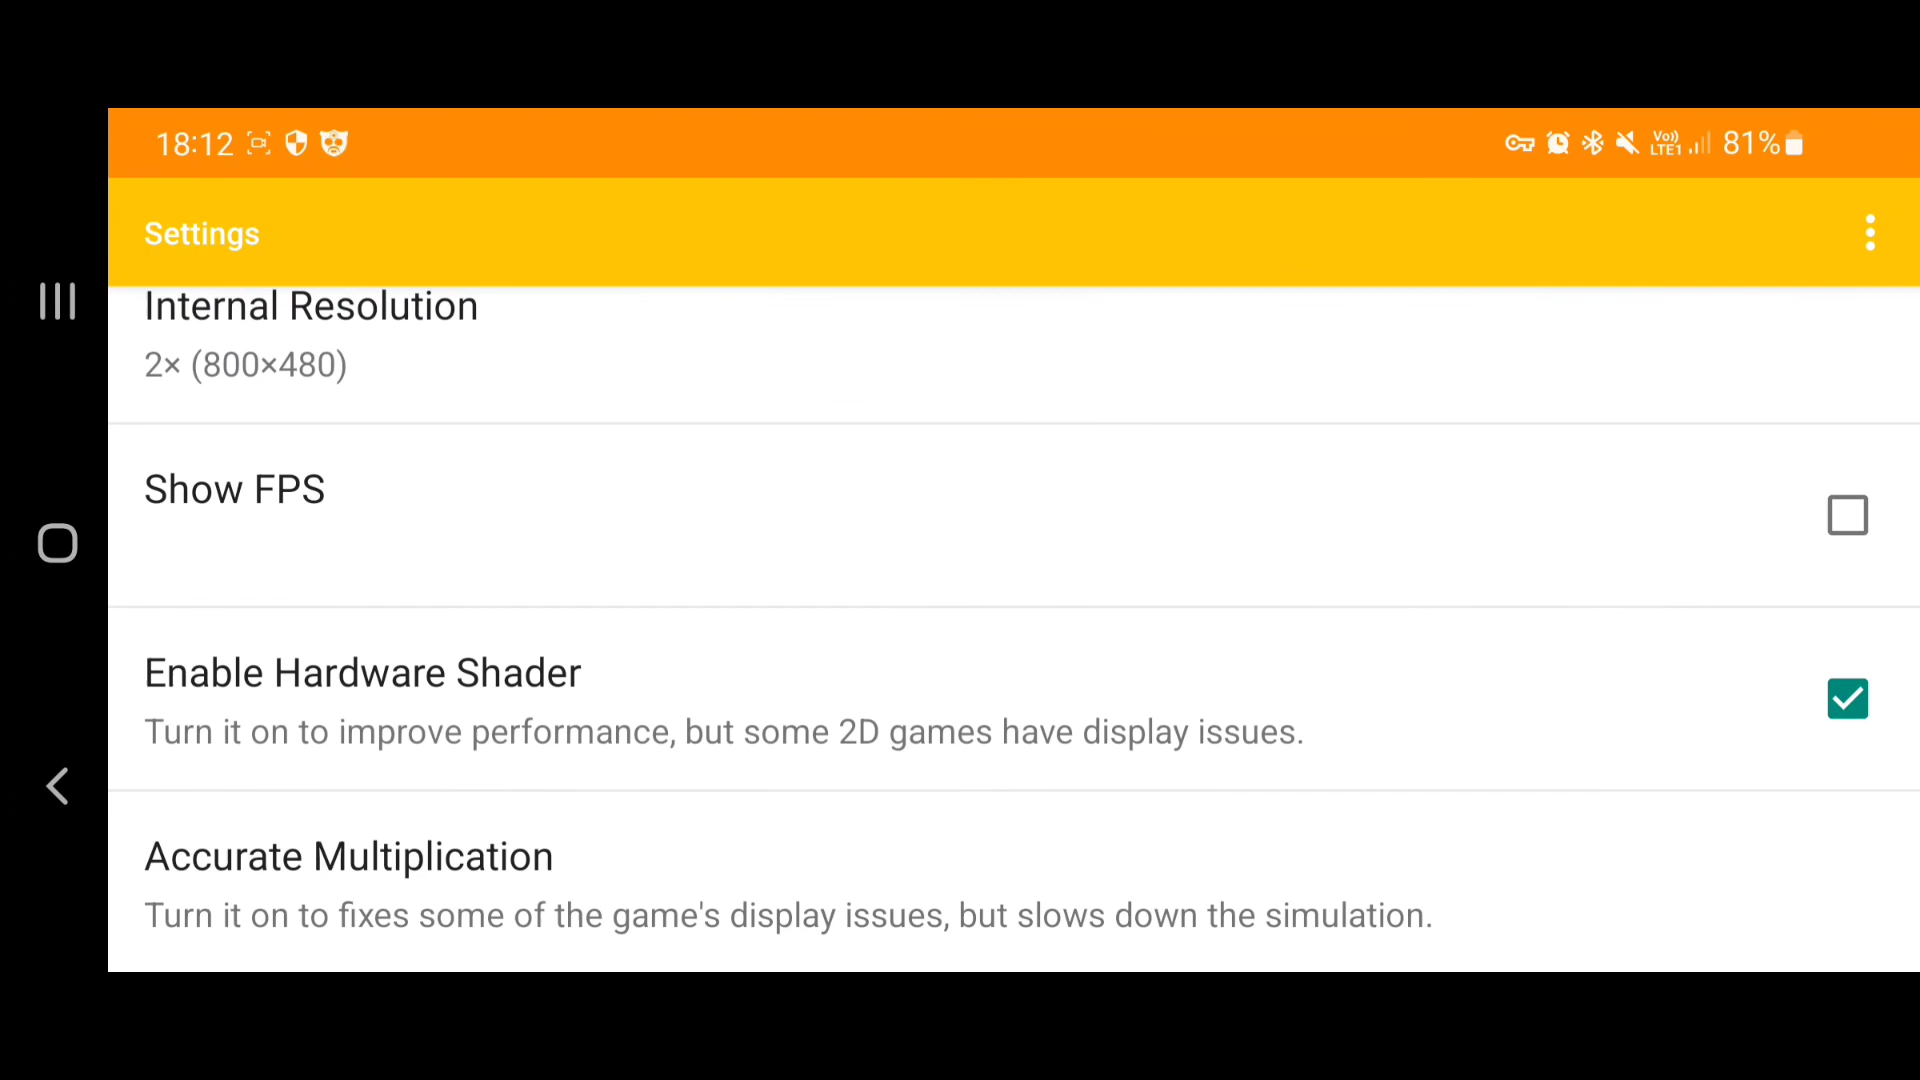 18:12 Vo)) LTE1 81%
Settings
Internal Resolution
2× (800×480)
Show FPS
Enable Hardware Shader
Turn it on to improve performance, but some 2D games have display issues.
Accurate Multiplication
Turn it on to fixes some of the game's display issues, but slows down the simulation.